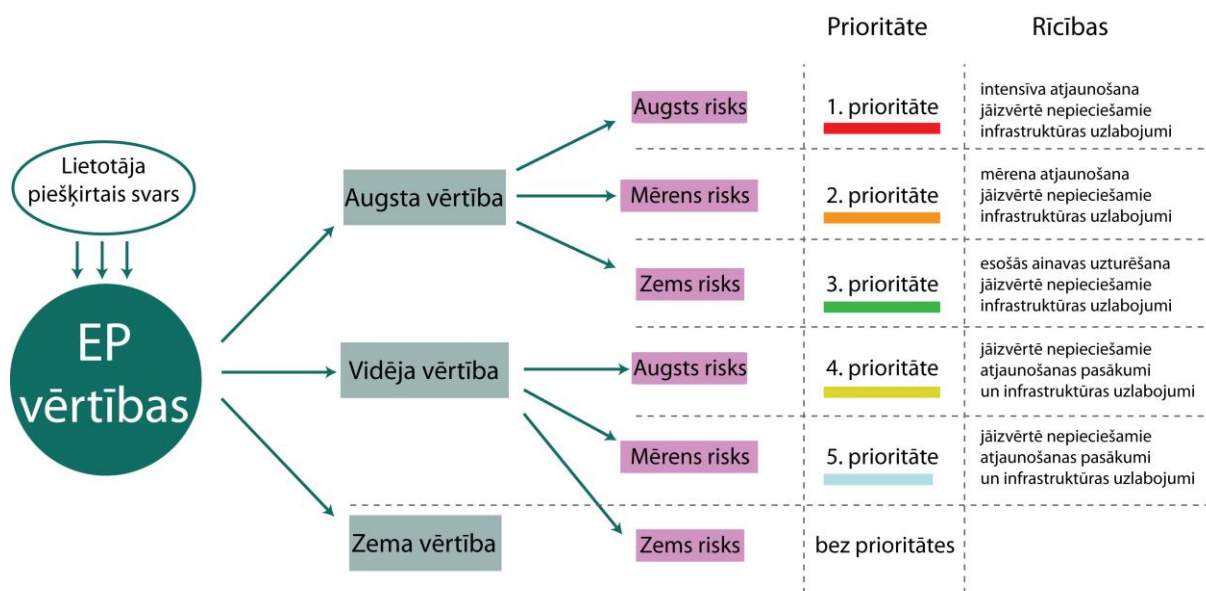 Prioritāte
Rīcības
Lietotāja
piešķirtais svars
EP
vērtības
Augsta vērtība
Augsts risks
1. prioritāte
intensīva atjaunošana
jāizvērtē nepieciešamie
infrastruktūras uzlabojumi
Mērens risks
2. prioritāte
mērena atjaunošana
jāizvērtē nepieciešamie
infrastruktūras uzlabojumi
Zems risks
3. prioritāte
esošās ainavas uzturēšana
jāizvērtē nepieciešamie
infrastruktūras uzlabojumi
Vidēja vērtība
Augsts risks
4. prioritāte
jāizvērtē nepieciešamie
atjaunošanas pasākumi
un infrastruktūras uzlabojumi
Mērens risks
5. prioritāte
jāizvērtē nepieciešamie
atjaunošanas pasākumi
un infrastruktūras uzlabojumi
Zema vērtība
Zems risks
bez prioritātes